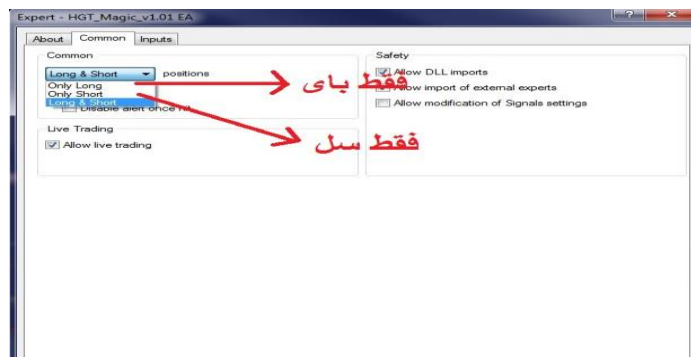 Expert - HGT_Magic_v1.01 EA
About Common Inputs
Common
Long & Short positions
Only Long
Only Short
Long & Short
Disable alert once hit
Live Trading
Allow live trading
Safety
Allow DLL imports
Allow import of external experts
Allow modification of Signals settings
فقط بای
فقط سل